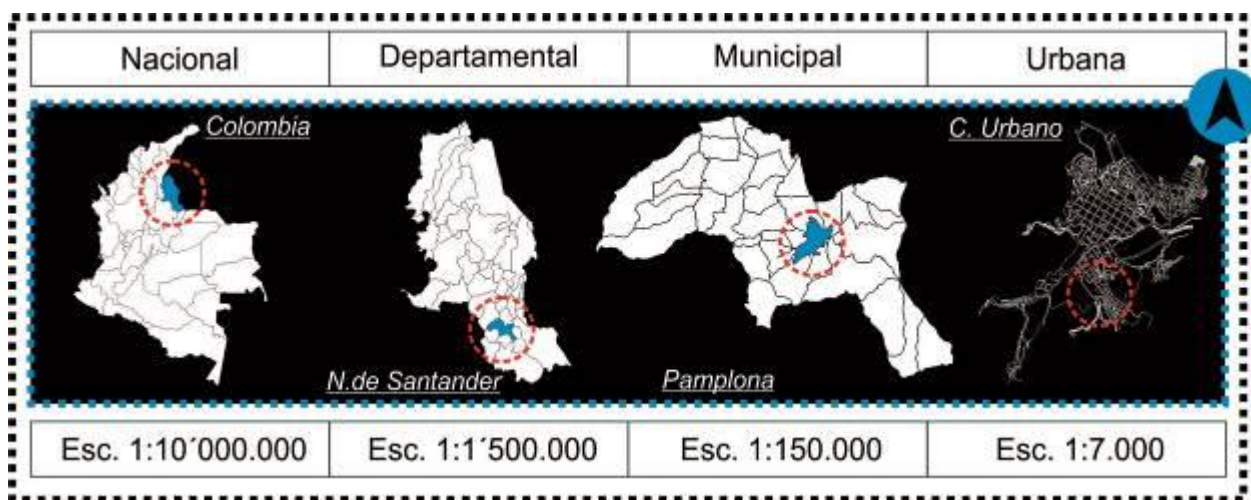 Nacional
Departamental
Municipal
Urbana
Colombia
C. Urbano
N.de Santander
Pamplona
Esc. 1:10´000.000
Esc. 1:1´500.000
Esc. 1:150.000
Esc. 1:7.000